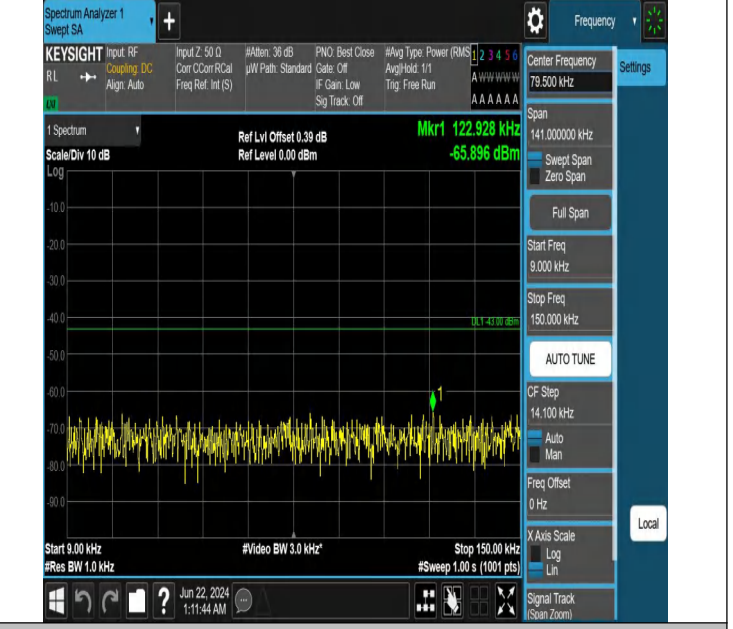 Spectrum Analyzer 1
Swept SA
Frequency
KEYSIGHT
RL
LXI
Input: RF
Coupling: DC
Align: Auto
Input Z: 50 Ω
Corr CCorr RCal
Freq Ref: Int (S)
#Atten: 36 dB
µW Path: Standard
PNO: Best Close
Gate: Off
IF Gain: Low
Sig Track: Off
#Avg Type: Power (RMS
Avg|Hold: 1/1
Trig: Free Run
1 2 3 4 5 6
A W W W W W
A A A A A A
1 Spectrum
Scale/Div 10 dB
Log
Ref Lvl Offset 0.39 dB
Ref Level 0.00 dBm
Mkr1 122.928 kHz
-65.896 dBm
-10.0
-20.0
-30.0
-40.0
DL1 -43.00 dBm
-50.0
-60.0
1
-70.0
-80.0
-90.0
Start 9.00 kHz
#Res BW 1.0 kHz
#Video BW 3.0 kHz*
Stop 150.00 kHz
#Sweep 1.00 s (1001 pts)
Jun 22, 2024
1:11:44 AM
Center Frequency
79.500 kHz
Settings
Span
141.000000 kHz
Swept Span
Zero Span
Full Span
Start Freq
9.000 kHz
Stop Freq
150.000 kHz
AUTO TUNE
CF Step
14.100 kHz
Auto
Man
Freq Offset
0 Hz
Local
X Axis Scale
Log
Lin
Signal Track
(Span Zoom)